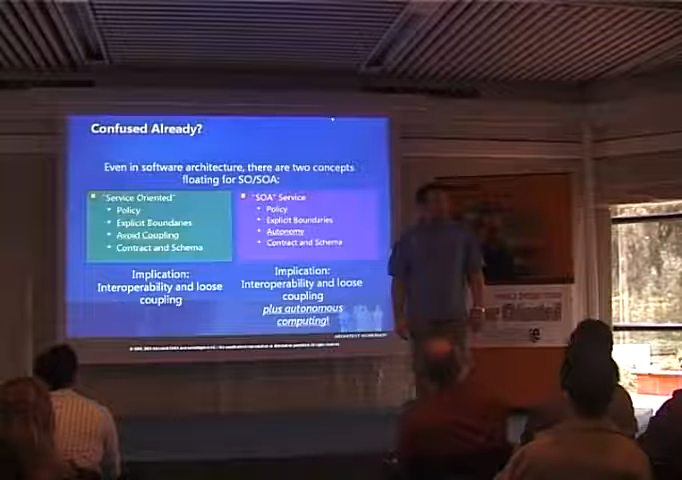 Confused Already?
Even in software architecture, there are two concepts
floating for SO/SOA:
"Service Oriented"
• Policy
• Explicit Boundaries
• Avoid Coupling
• Contract and Schema
"SOA" Service
• Policy
• Explicit Boundaries
• Autonomy
• Contract and Schema
Implication:
Interoperability and loose
coupling
Implication:
Interoperability and loose
coupling
plus autonomous
computing!